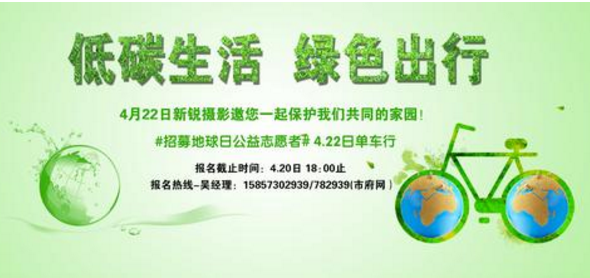 低碳生活 绿色出行
4月22日新锐摄影邀您一起保护我们共同的家园！
#招募地球日公益志愿者# 4.22日单车行
报名截止时间：4.20日 18：00止
报名热线-吴经理：15857302939/782939(市府网）